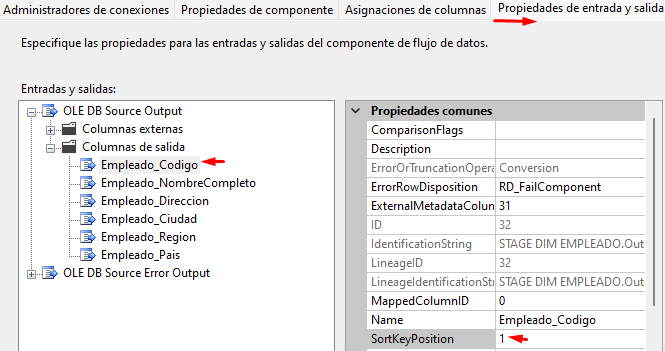 Administradores de conexiones Propiedades de componente Asignaciones de columnas Propiedades de entrada y salida
Especifique las propiedades para las entradas y salidas del componente de flujo de datos.
Entradas y salidas:
OLE DB Source Output
Columnas externas
Columnas de salida
Empleado_Codigo
Empleado_NombreCompleto
Empleado_Direccion
Empleado_Ciudad
Empleado_Region
Empleado_Pais
OLE DB Source Error Output
Propiedades comunes
ComparisonFlags
Description
ErrorOrTruncationOpera Conversion
ErrorRowDisposition RD_FailComponent
ExternalMetadataColum 31
ID 32
IdentificationString STAGE DIM EMPLEADO.Out
LineageID 32
LineageIdentificationStri STAGE DIM EMPLEADO.Out
MappedColumnID 0
Name Empleado_Codigo
SortKeyPosition 1